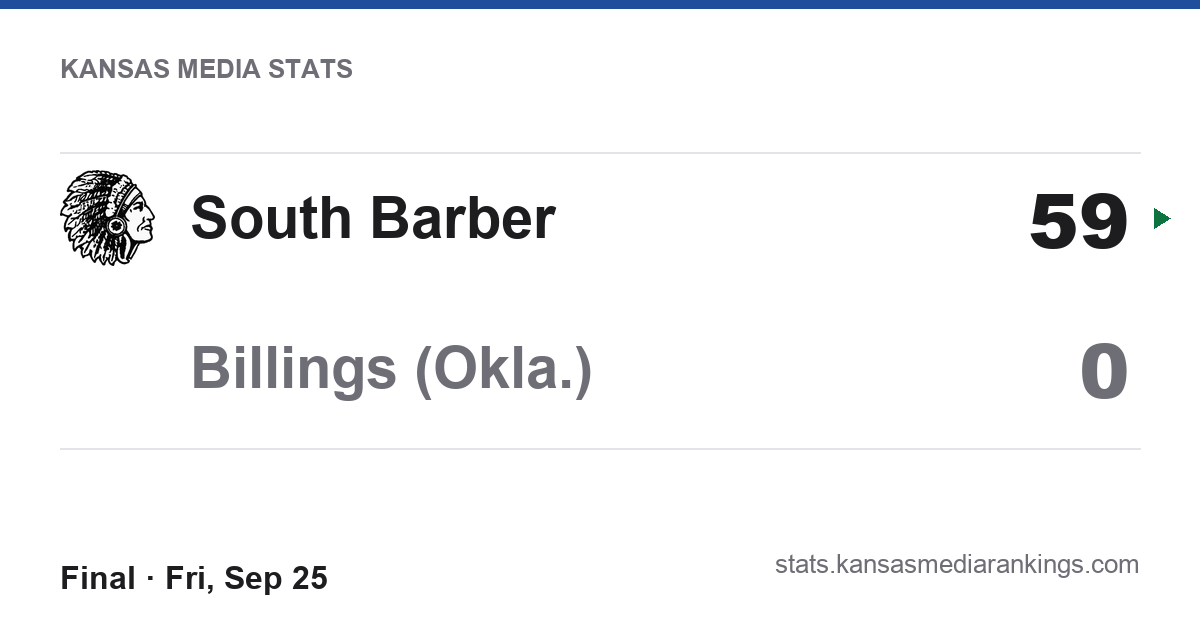 KANSAS MEDIA STATS
South Barber 59
Billings (Okla.) 0
Final · Fri, Sep 25
stats.kansasmediarankings.com